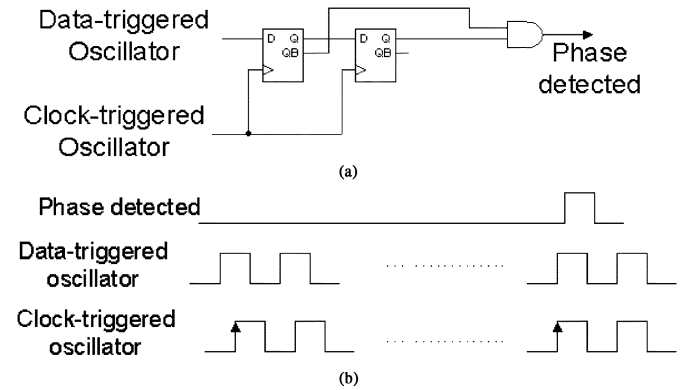 Data-triggered
Oscillator
D Q
QB
D Q
QB
Phase
detected
Clock-triggered
Oscillator
(a)
Phase detected
Data-triggered
oscillator
Clock-triggered
oscillator
(b)